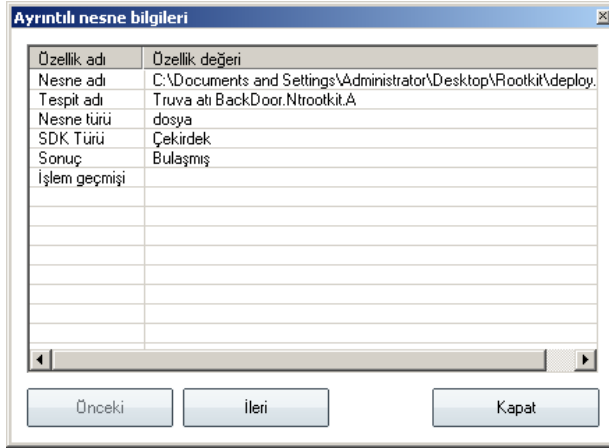 Ayrıntılı nesne bilgileri
Özellik adı Özellik değeri
Nesne adı C:\Documents and Settings\Administrator\Desktop\Rootkit\deploy.
Tespit adı Truva atı BackDoor.Ntrootkit.A
Nesne türü dosya
SDK Türü Çekirdek
Sonuç Bulaşmış
İşlem geçmişi
Önceki İleri Kapat